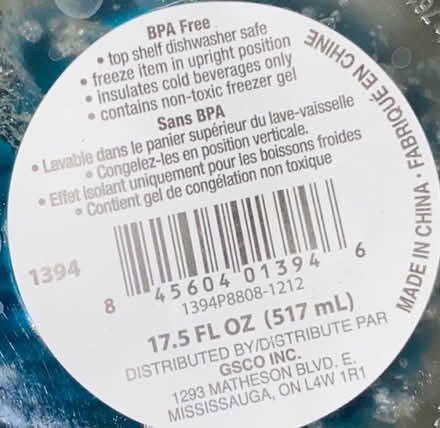 BPA Free
• top shelf dishwasher safe
• freeze item in upright position
• insulates cold beverages only
• contains non-toxic freezer gel
Sans BPA
• Lavable dans le panier supérieur du lave-vaisselle
• Congelez-les en position verticale.
• Effet Isolant uniquement pour les boissons froides
• Contient gel de congélation non toxique
1394
8 45604 01394 6
1394P8808-1212
17.5 FL OZ (517 mL)
DISTRIBUTED BY/DISTRIBUTE PAR
GSCO INC.
1293 MATHESON BLVD. E.
MISSISSAUGA, ON L4W 1R1
MADE IN CHINA • FABRIQUÉ EN CHINE